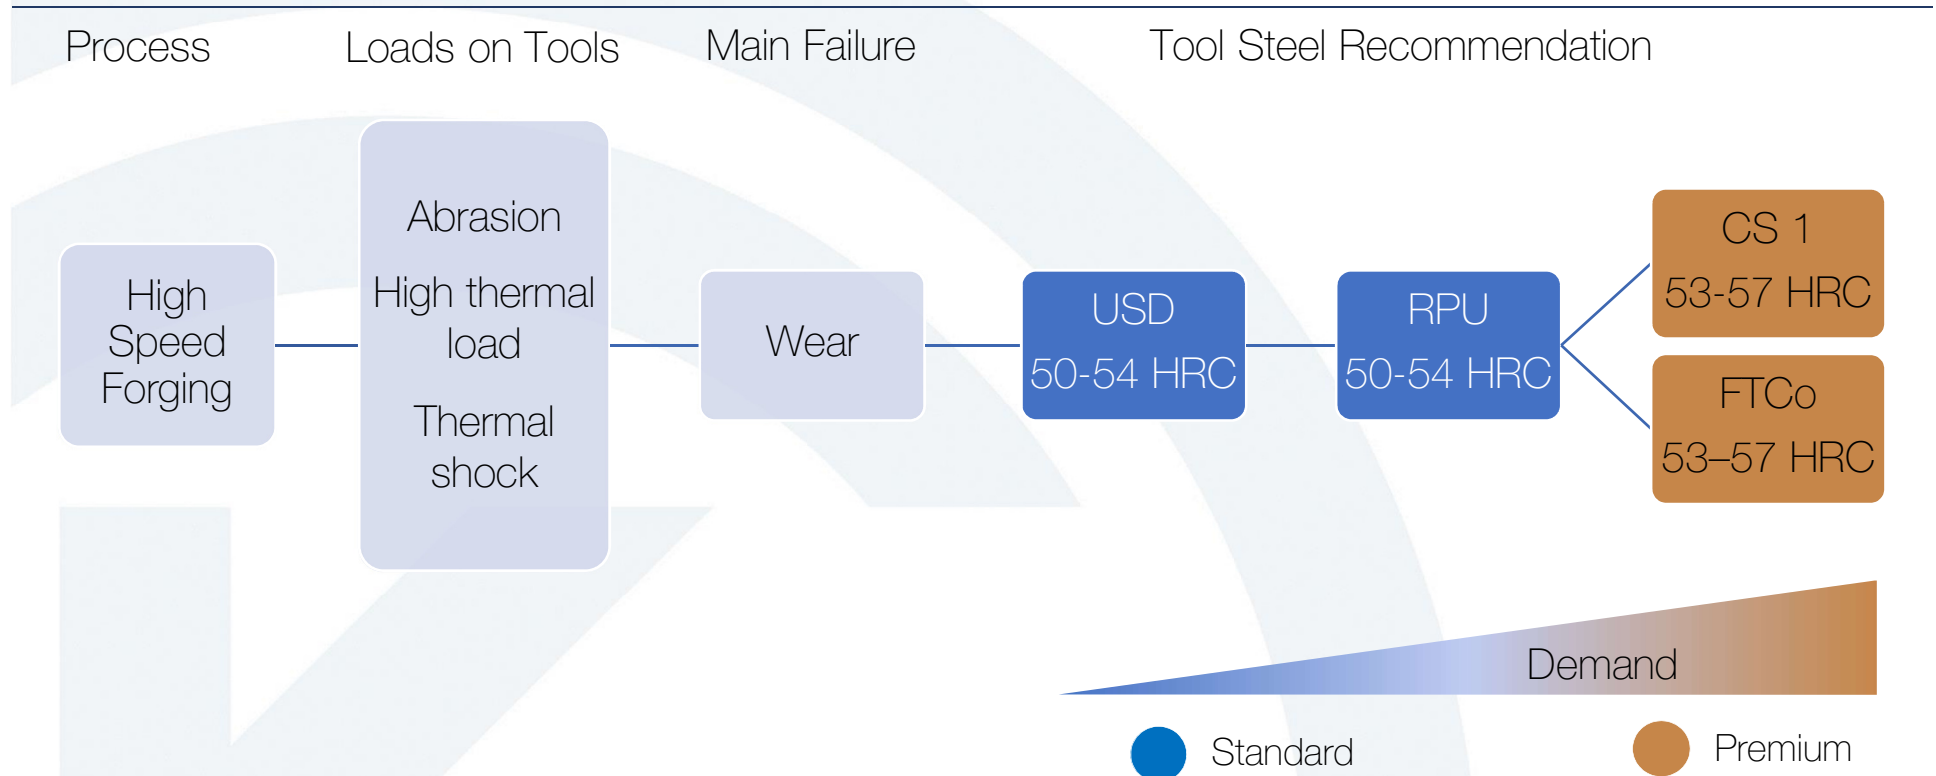 Process
Loads on Tools
Main Failure
Tool Steel Recommendation
High
Speed
Forging
Abrasion
High thermal
load
Thermal
shock
Wear
USD
50-54 HRC
RPU
50-54 HRC
CS 1
53-57 HRC
FTCo
53–57 HRC
Demand
Standard
Premium